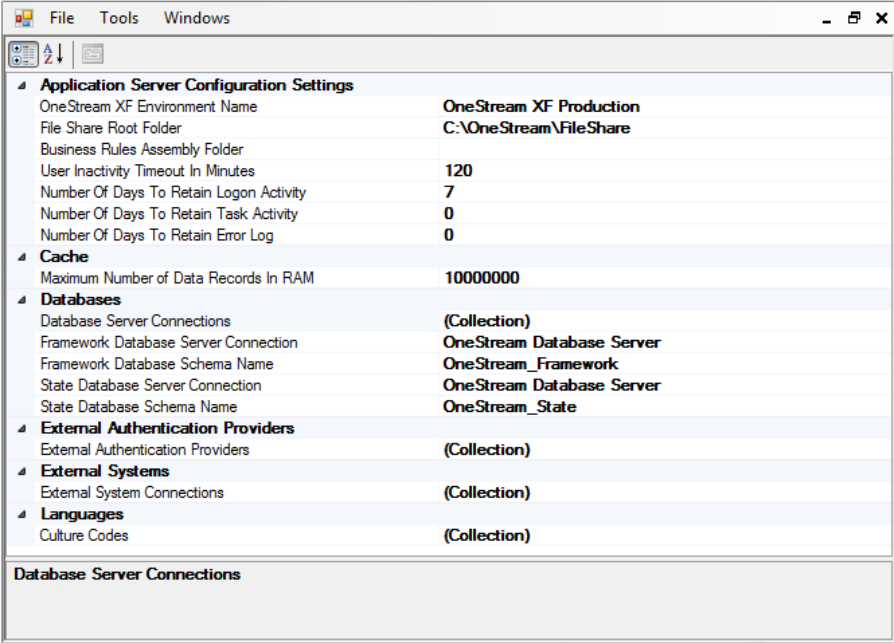 File Tools Windows
Application Server Configuration Settings
OneStream XF Environment Name OneStream XF Production
File Share Root Folder C:\OneStream\FileShare
Business Rules Assembly Folder
User Inactivity Timeout In Minutes 120
Number Of Days To Retain Logon Activity 7
Number Of Days To Retain Task Activity 0
Number Of Days To Retain Error Log 0
Cache
Maximum Number of Data Records In RAM 10000000
Databases
Database Server Connections (Collection)
Framework Database Server Connection OneStream Database Server
Framework Database Schema Name OneStream_Framework
State Database Server Connection OneStream Database Server
State Database Schema Name OneStream_State
External Authentication Providers
External Authentication Providers (Collection)
External Systems
External System Connections (Collection)
Languages
Culture Codes (Collection)
Database Server Connections